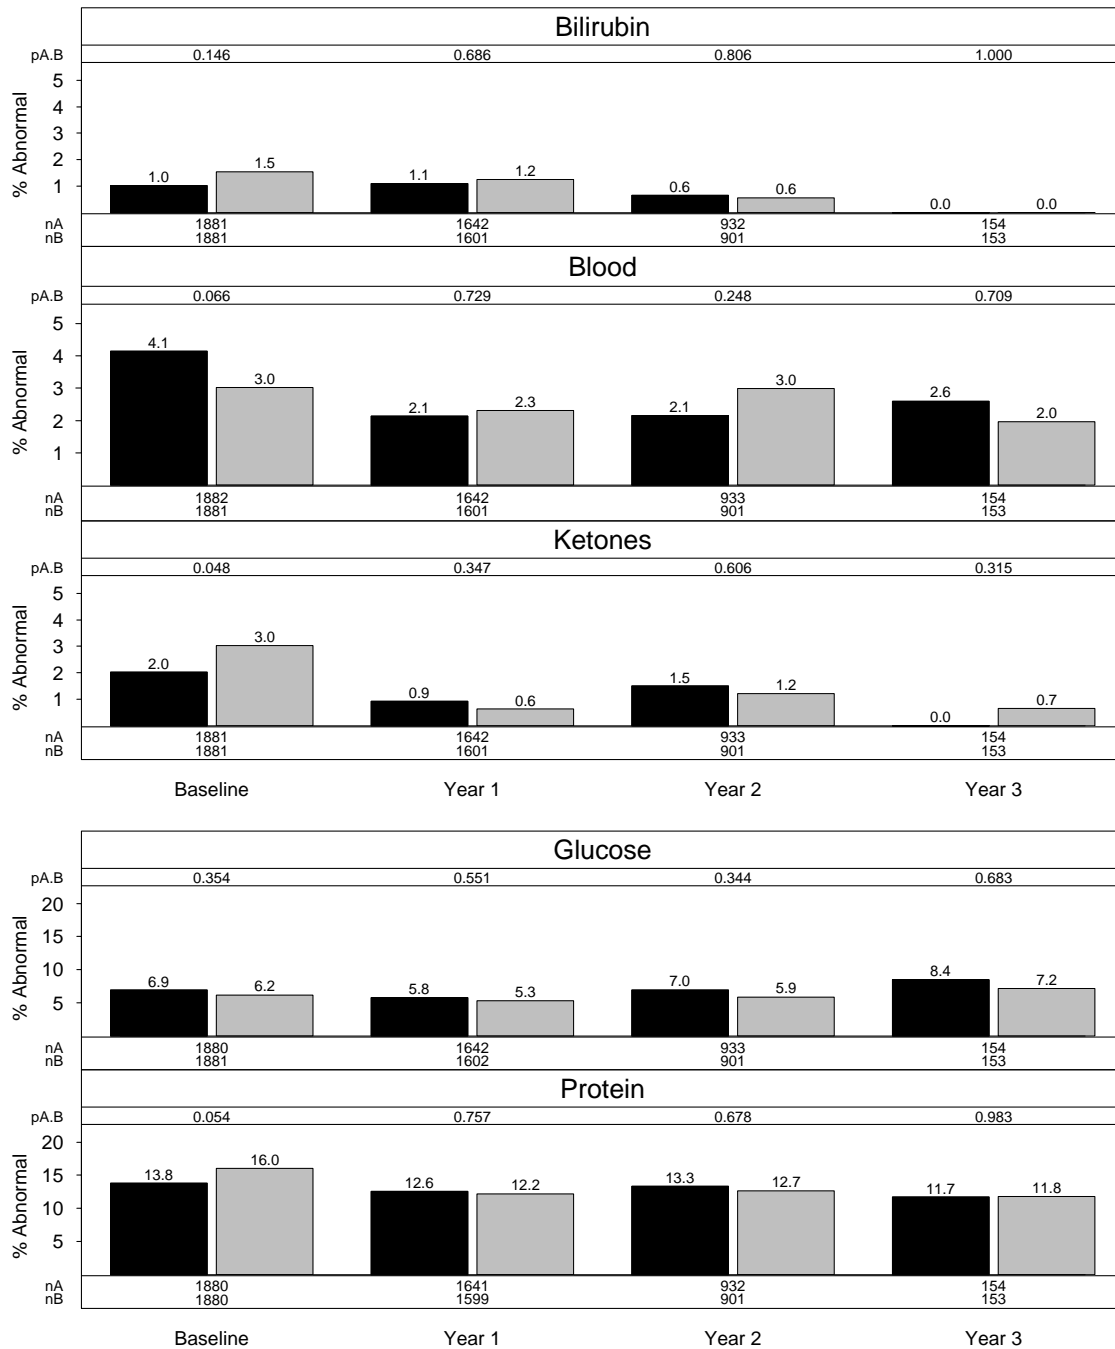 Bilirubin
pA.B 0.146 0.686 0.806 1.000
% Abnormal
5
4
3
2
1
1.0 1.5 1.1 1.2 0.6 0.6 0.0 0.0
nA 1881 1642 932 154
nB 1881 1601 901 153
Blood
pA.B 0.066 0.729 0.248 0.709
% Abnormal
5
4
3
2
1
4.1 3.0 2.1 2.3 2.1 3.0 2.6 2.0
nA 1882 1642 933 154
nB 1881 1601 901 153
Ketones
pA.B 0.048 0.347 0.606 0.315
% Abnormal
5
4
3
2
1
2.0 3.0 0.9 0.6 1.5 1.2 0.0 0.7
nA 1881 1642 933 154
nB 1881 1601 901 153
Baseline Year 1 Year 2 Year 3
Glucose
pA.B 0.354 0.551 0.344 0.683
% Abnormal
20
15
10
5
6.9 6.2 5.8 5.3 7.0 5.9 8.4 7.2
nA 1880 1642 933 154
nB 1881 1602 901 153
Protein
pA.B 0.054 0.757 0.678 0.983
% Abnormal
20
15
10
5
13.8 16.0 12.6 12.2 13.3 12.7 11.7 11.8
nA 1880 1641 932 154
nB 1880 1599 901 153
Baseline Year 1 Year 2 Year 3